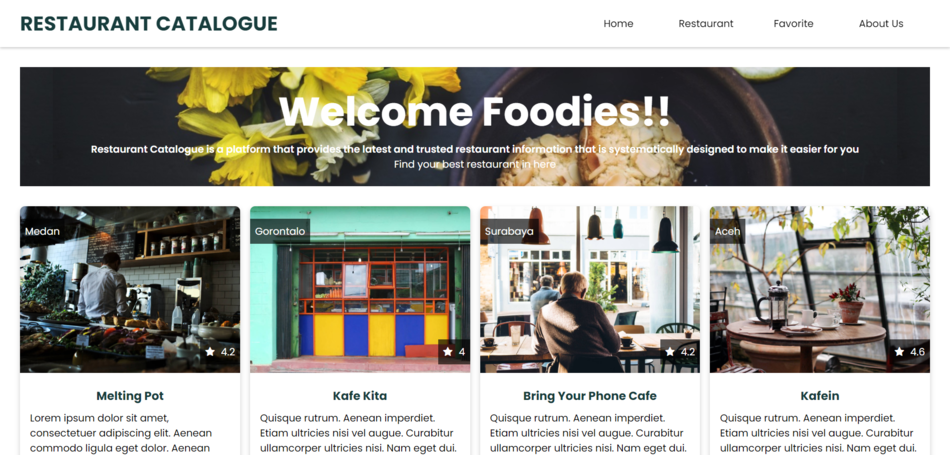 RESTAURANT CATALOGUE
Home
Restaurant
Favorite
About Us
Welcome Foodies!!
Restaurant Catalogue is a platform that provides the latest and trusted restaurant information that is systematically designed to make it easier for you
Find your best restaurant in here
Medan
4.2
Melting Pot
Lorem ipsum dolor sit amet,
consectetuer adipiscing elit. Aenean
commodo ligula eget dolor. Aenean
Gorontalo
4
Kafe Kita
Quisque rutrum. Aenean imperdiet.
Etiam ultricies nisi vel augue. Curabitur
ullamcorper ultricies nisi. Nam eget dui.
Surabaya
4.2
Bring Your Phone Cafe
Quisque rutrum. Aenean imperdiet.
Etiam ultricies nisi vel augue. Curabitur
ullamcorper ultricies nisi. Nam eget dui.
Aceh
4.6
Kafein
Quisque rutrum. Aenean imperdiet.
Etiam ultricies nisi vel augue. Curabitur
ullamcorper ultricies nisi. Nam eget dui.